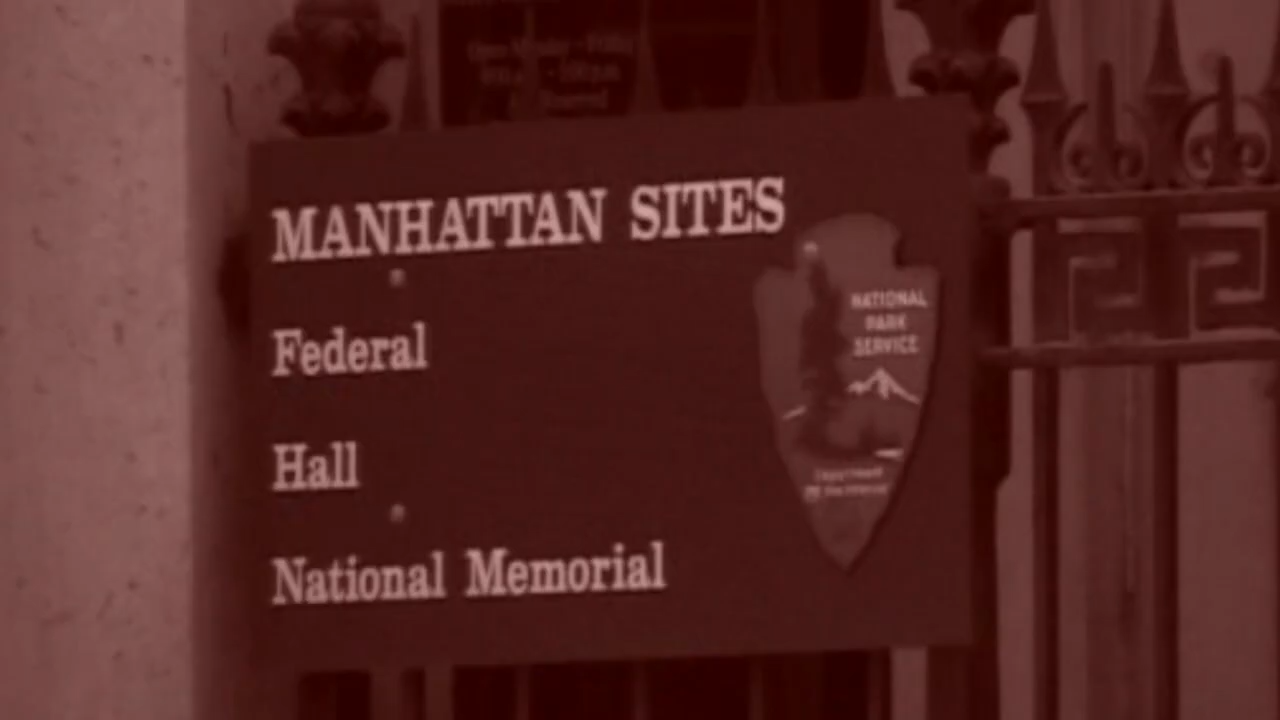 MANHATTAN SITES
Federal
Hall
National Memorial
NATIONAL
PARK
SERVICE